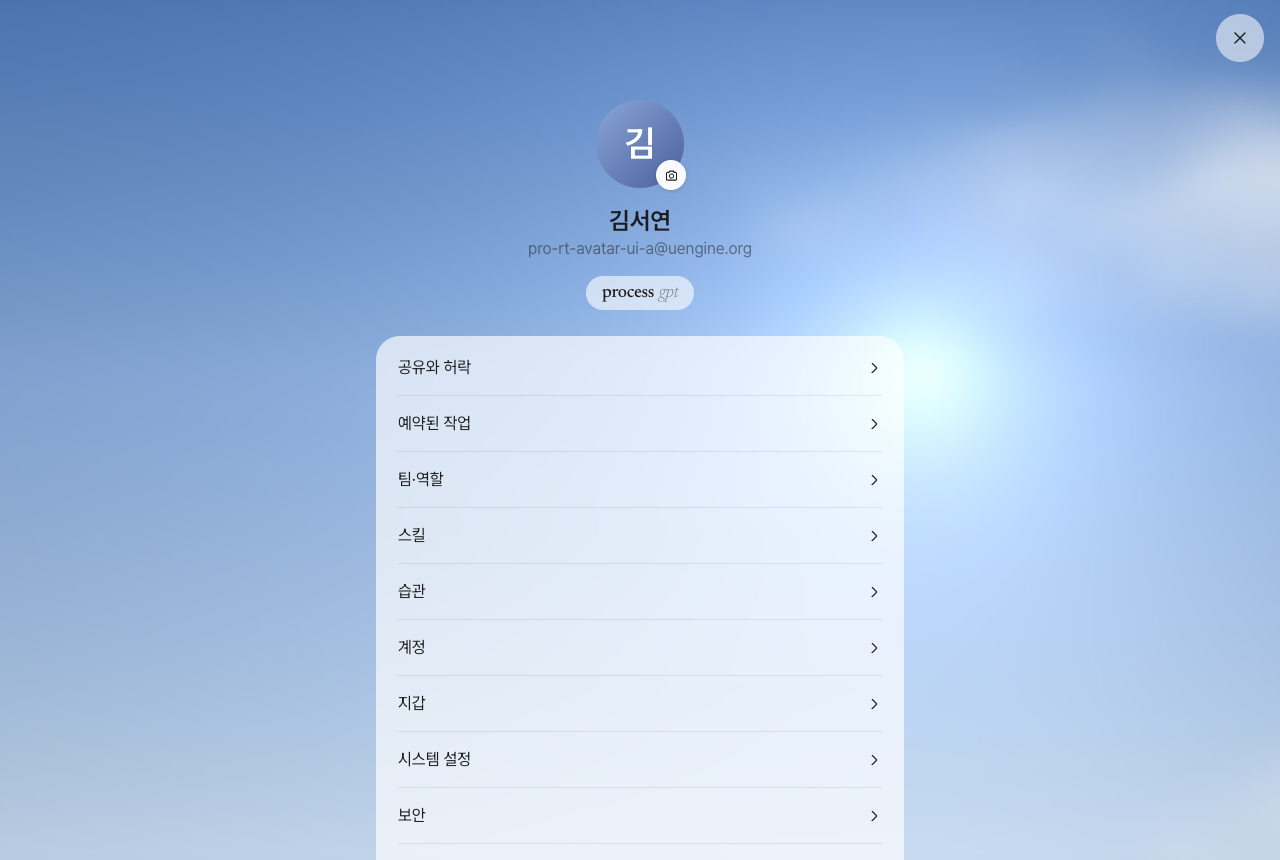 김
김서연
pro-rt-avatar-ui-a@uengine.org
process gpt
공유와 허락
예약된 작업
팀·역할
스킬
습관
계정
지갑
시스템 설정
보안